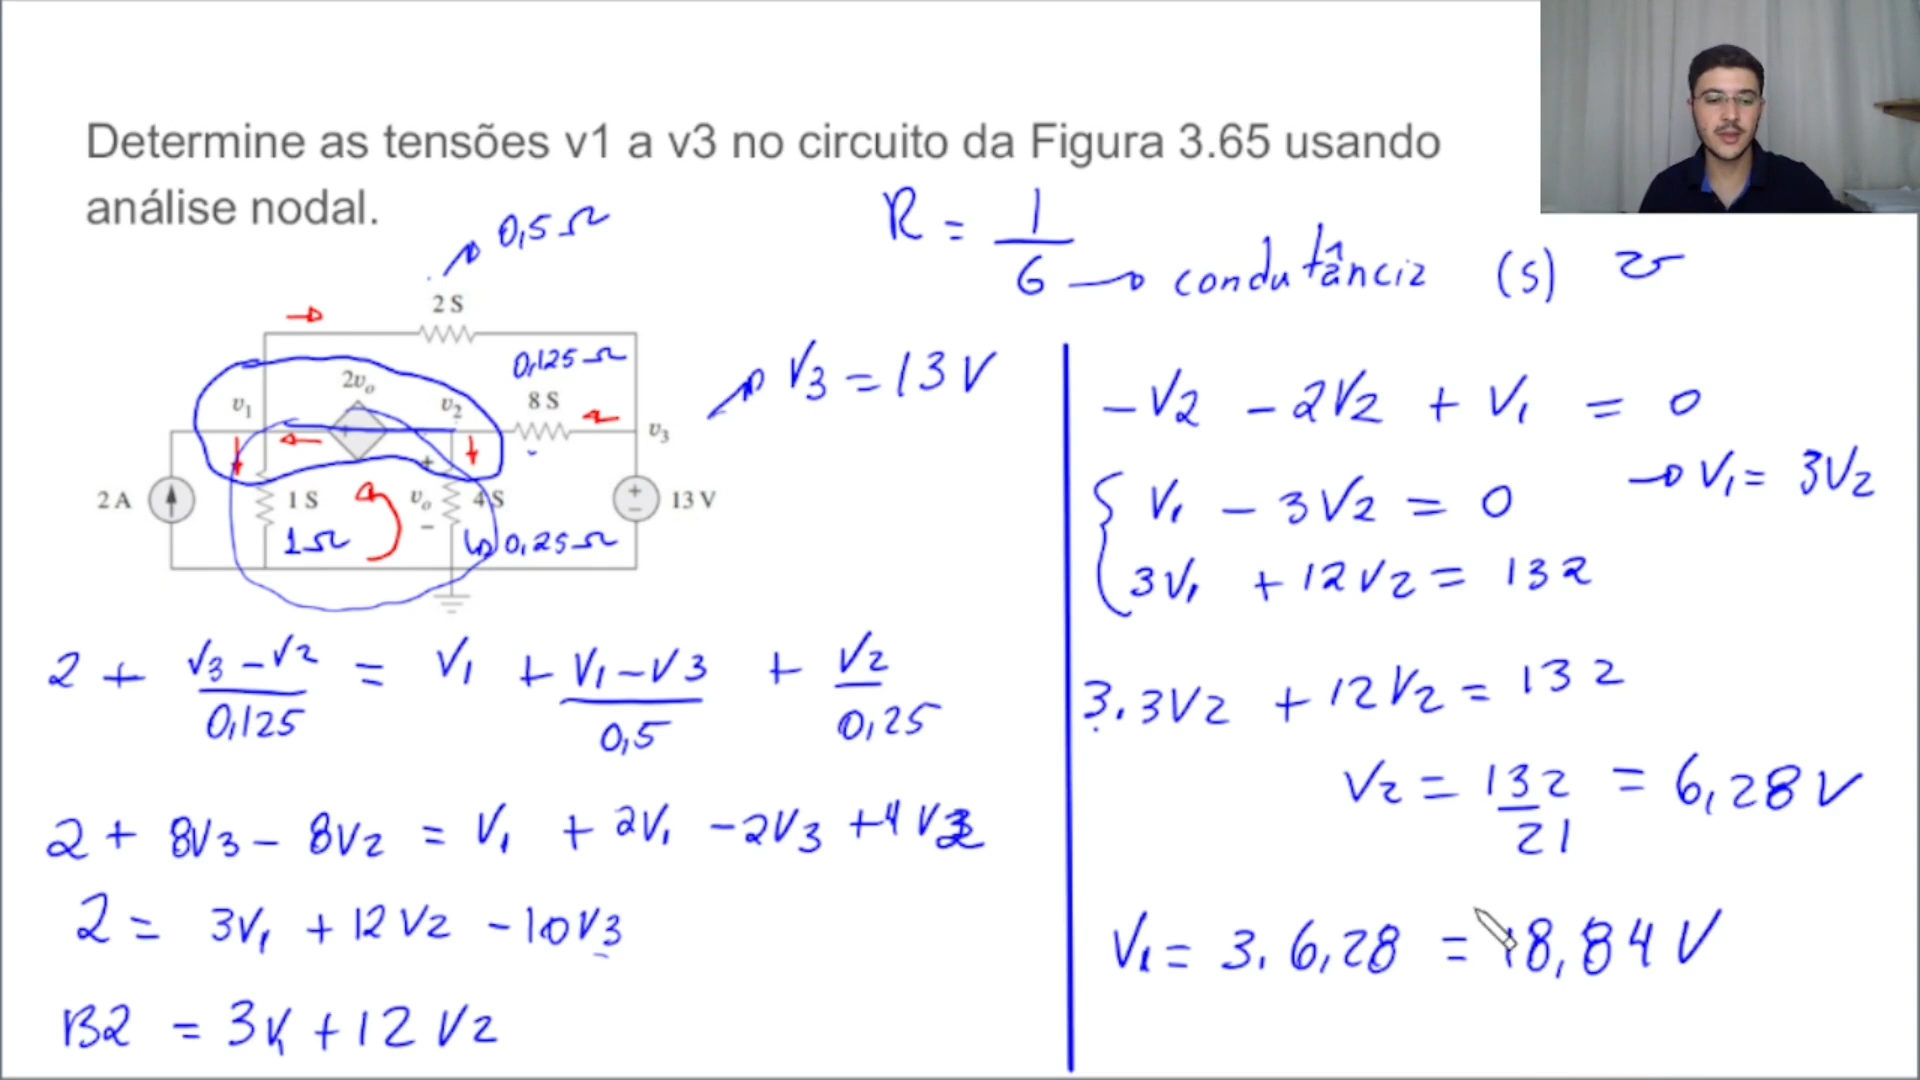 Determine as tensões v1 a v3 no circuito da Figura 3.65 usando
análise nodal.
0,5 Ω
R = 1/G → condutância (S) ʊ
2 S
0,125 Ω
2vₒ
v₁
v₂
8 S
v₃
V3 = 13 V
2 A
1 S
vₒ
+
−
4 S
+
−
13 V
1Ω
0,25Ω
2 + (V3 − V2)/0,125 = V1 + (V1 − V3)/0,5 + V2/0,25
2 + 8V3 − 8V2 = V1 + 2V1 − 2V3 + 4V2
2 = 3V1 + 12V2 − 10V3
132 = 3V1 + 12V2
−V2 − 2V2 + V1 = 0
V1 − 3V2 = 0 → V1 = 3V2
3V1 + 12V2 = 132
3.3V2 + 12V2 = 132
V2 = 132/21 = 6,28 V
V1 = 3. 6,28 = 18,84 V